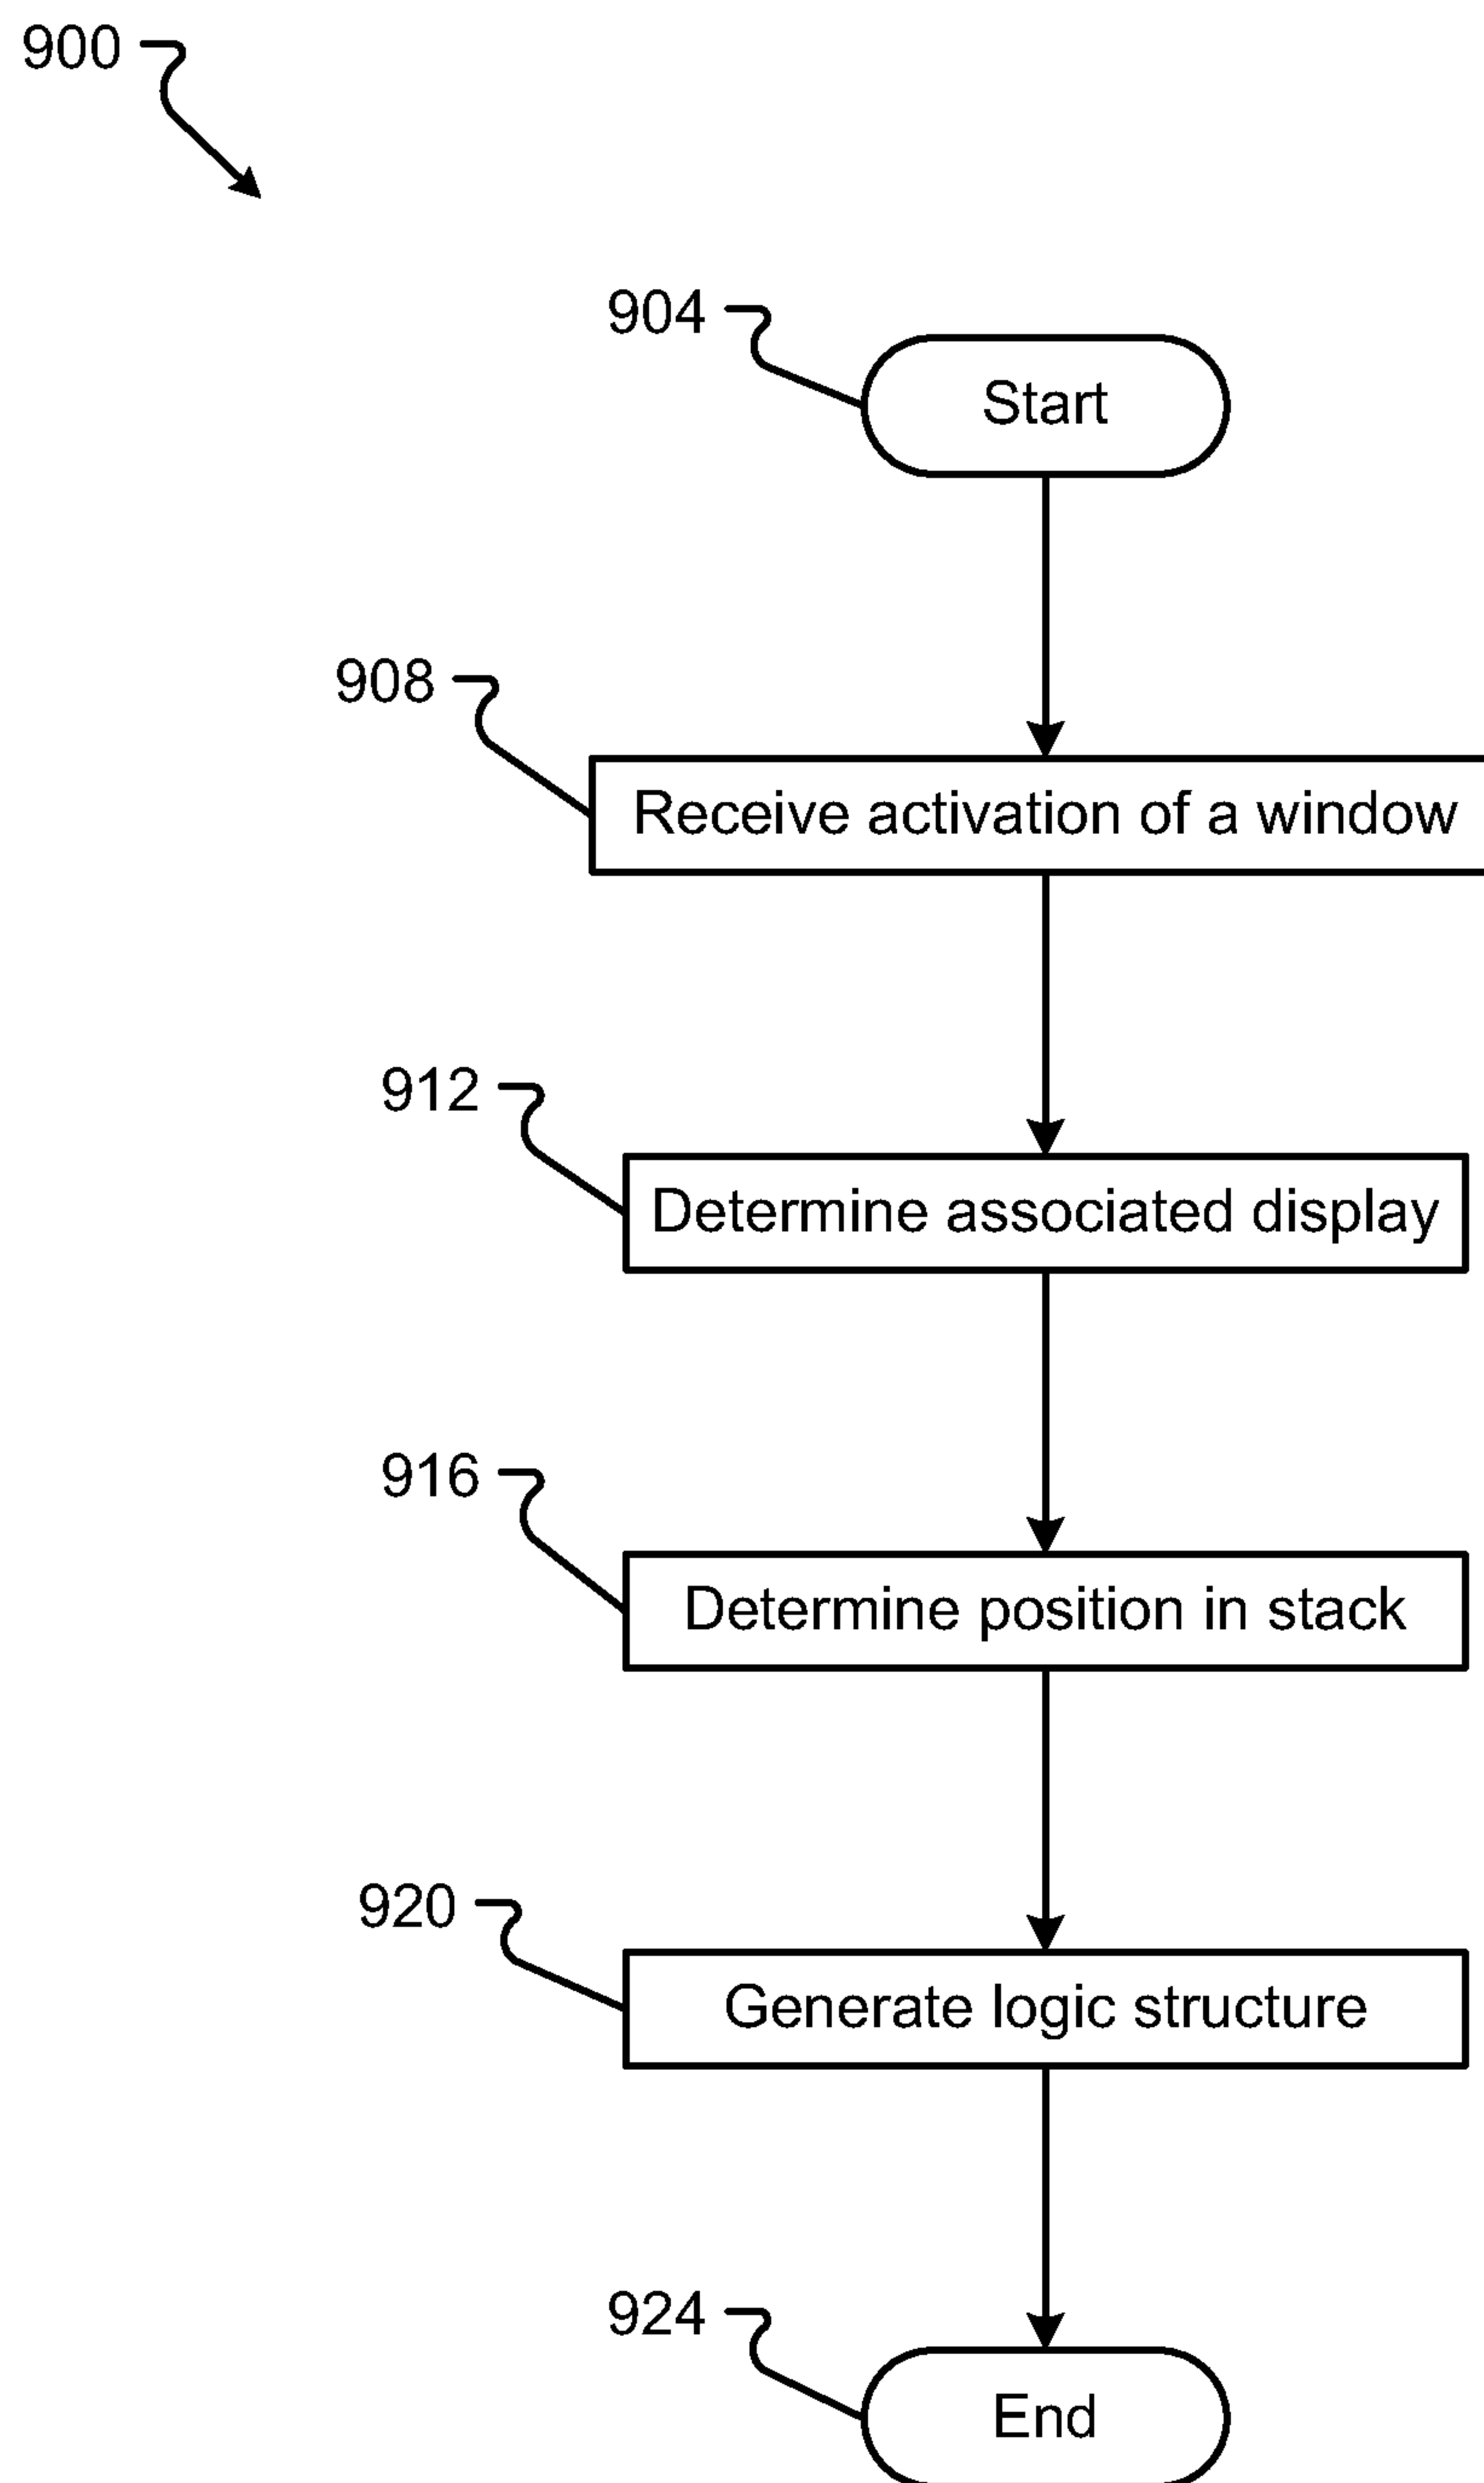 900
904
Start
908
Receive activation of a window
912
Determine associated display
916
Determine position in stack
920
Generate logic structure
924
End